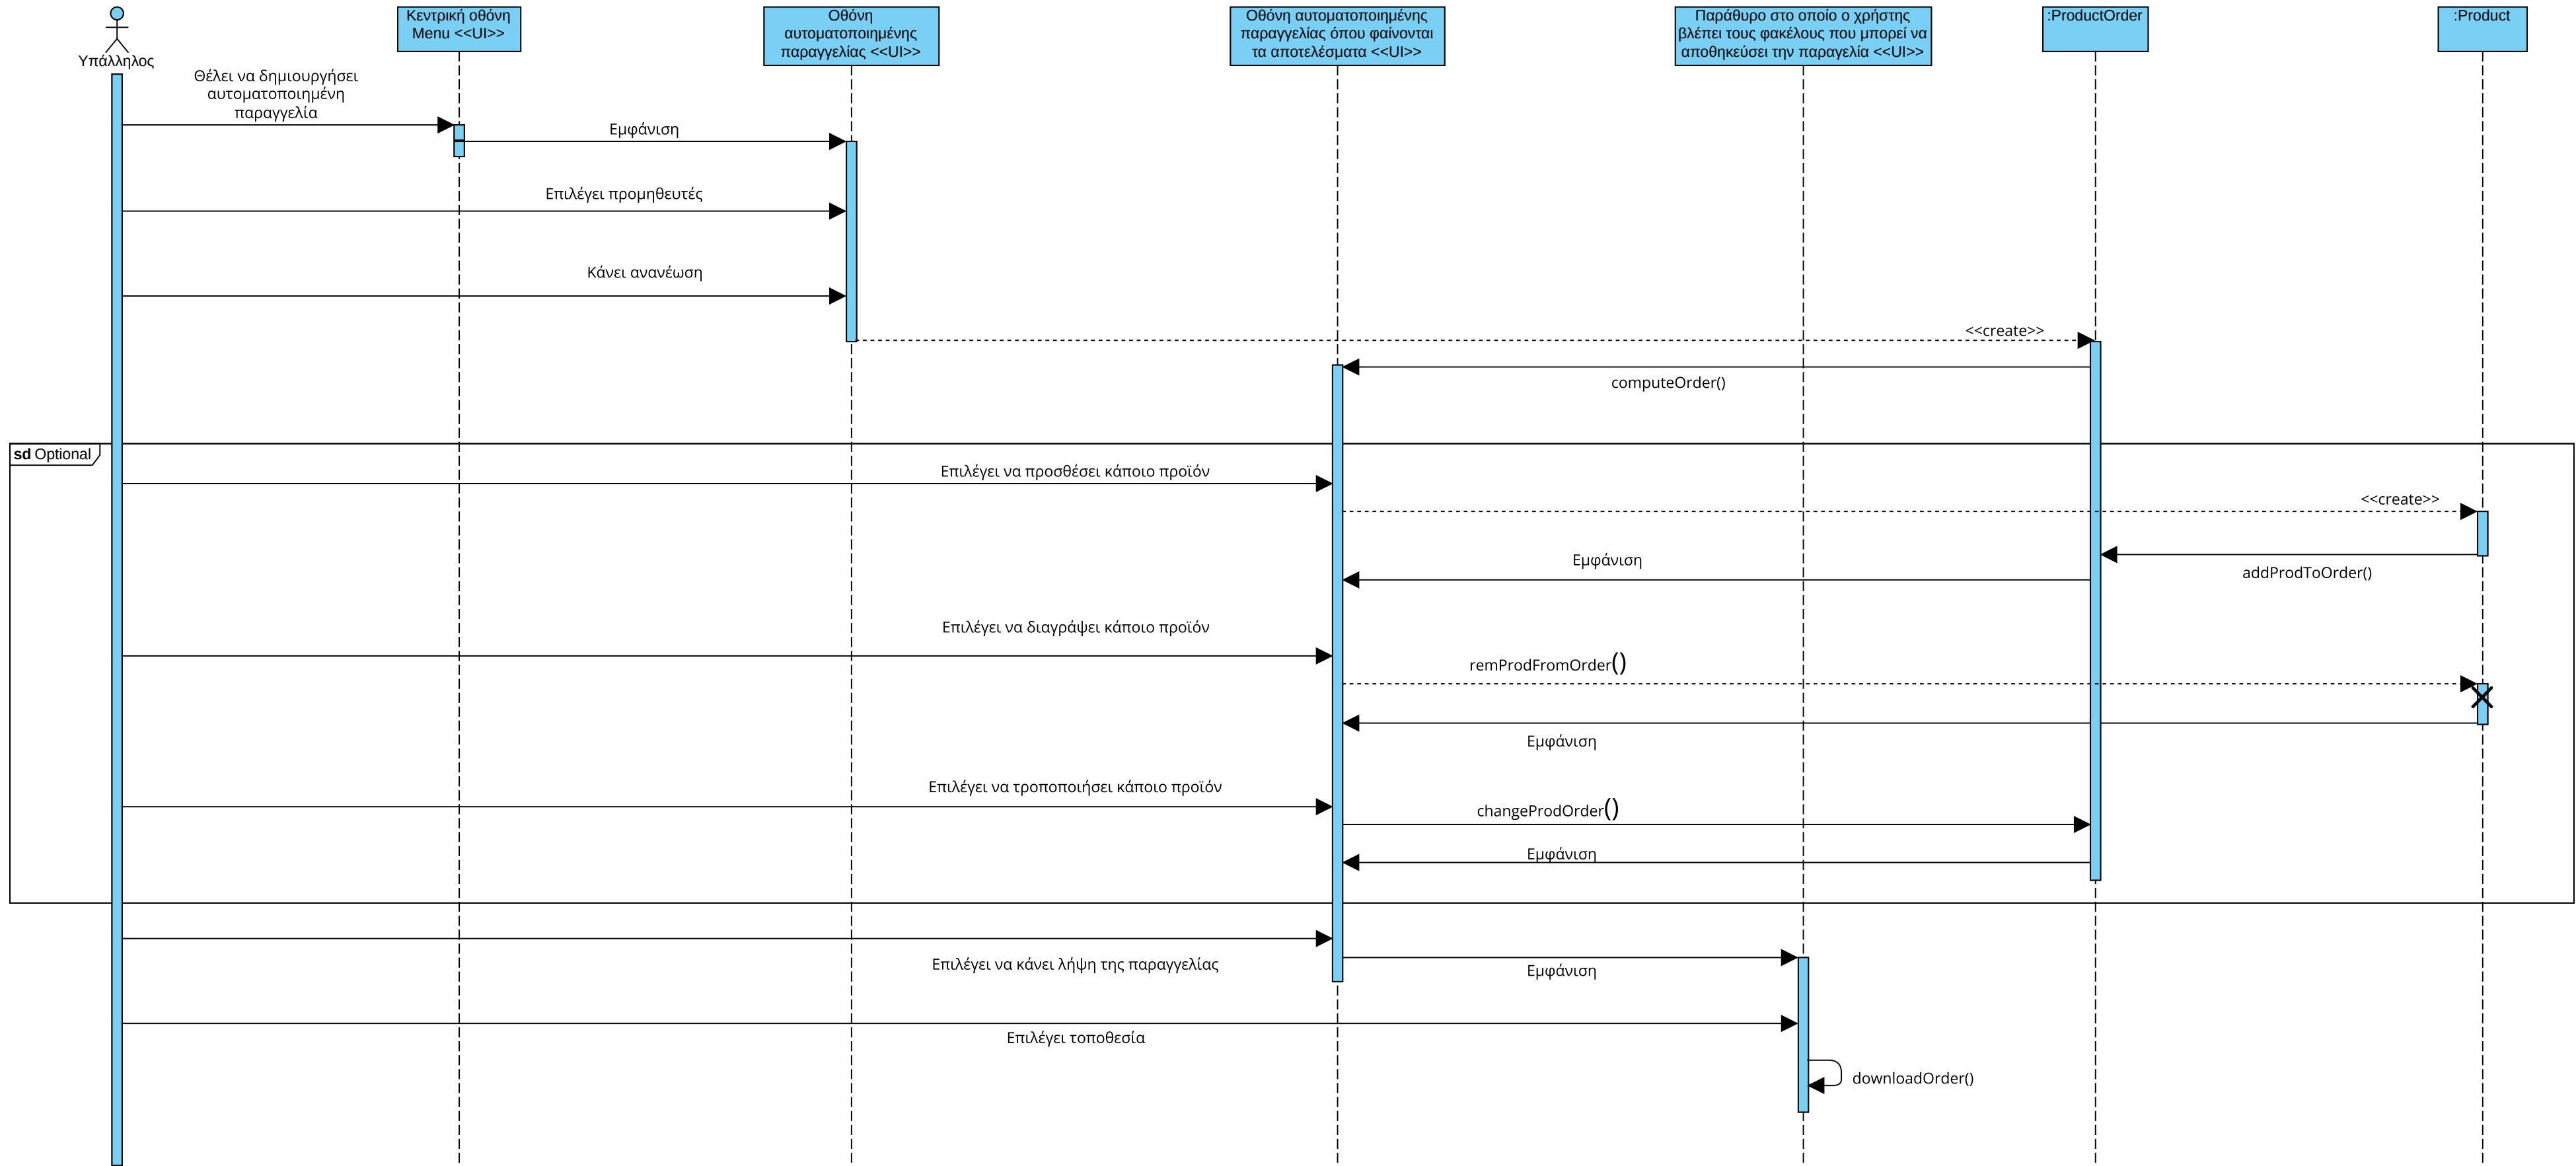 Υπάλληλος
Κεντρική οθόνη
Menu <<UI>>
Οθόνη
αυτοματοποιημένης
παραγγελίας <<UI>>
Οθόνη αυτοματοποιημένης
παραγγελίας όπου φαίνονται
τα αποτελέσματα <<UI>>
Παράθυρο στο οποίο ο χρήστης
βλέπει τους φακέλους που μπορεί να
αποθηκεύσει την παραγελία <<UI>>
:ProductOrder
:Product
Θέλει να δημιουργήσει
αυτοματοποιημένη
παραγγελία
Εμφάνιση
Επιλέγει προμηθευτές
Κάνει ανανέωση
<<create>>
computeOrder()
sd Optional
Επιλέγει να προσθέσει κάποιο προϊόν
<<create>>
Εμφάνιση
addProdToOrder()
Επιλέγει να διαγράψει κάποιο προϊόν
remProdFromOrder()
Εμφάνιση
Επιλέγει να τροποποιήσει κάποιο προϊόν
changeProdOrder()
Εμφάνιση
Επιλέγει να κάνει λήψη της παραγγελίας
Εμφάνιση
Επιλέγει τοποθεσία
downloadOrder()